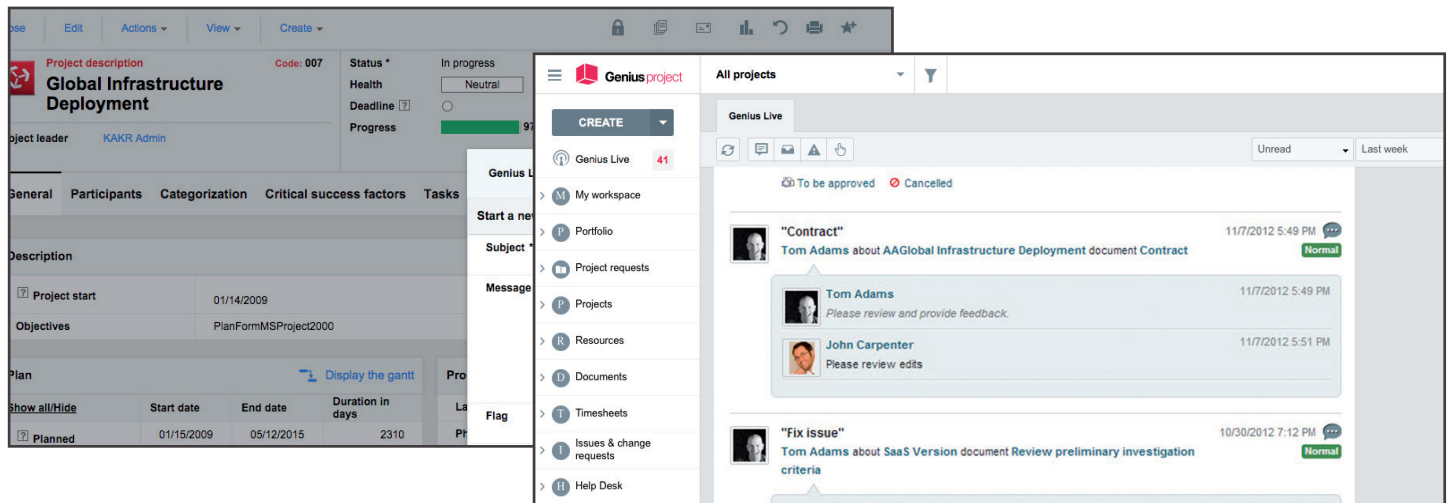 Edit Actions View Create
Project description Code: 007
Global Infrastructure
Deployment
KAKR Admin
Status * In progress
Health Neutral
Deadline ?
Progress 97
General Participants Categorization Critical success factors Tasks
Description
? Project start 01/14/2009
Objectives PlanFormMSProject2000
Plan Display the gantt
Show all/Hide Start date End date Duration in
days
? Planned 01/15/2009 05/12/2015 2310
Genius L
Start a ne
Subject *
Message
Flag
Genius project
All projects
CREATE
Genius Live 41
M My workspace
P Portfolio
Project requests
P Projects
R Resources
D Documents
T Timesheets
I Issues & change
requests
H Help Desk
Genius Live
Unread Last week
To be approved Cancelled
"Contract" 11/7/2012 5:49 PM
Tom Adams about AAGlobal Infrastructure Deployment document Contract Normal
Tom Adams 11/7/2012 5:49 PM
Please review and provide feedback.
John Carpenter 11/7/2012 5:51 PM
Please review edits
"Fix issue" 10/30/2012 7:12 PM
Tom Adams about SaaS Version document Review preliminary investigation Normal
criteria